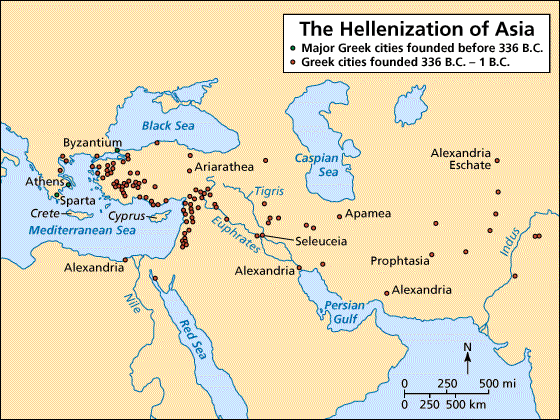 The Hellenization of Asia
Major Greek cities founded before 336 B.C.
Greek cities founded 336 B.C. – 1 B.C.
Black Sea
Byzantium
Caspian
Sea
Alexandria
Eschate
Ariarathea
Athens
Tigris
Sparta
Crete
Cyprus
Apamea
Mediterranean Sea
Euphrates
Seleuceia
Indus
Prophtasia
Alexandria
Alexandria
Alexandria
Nile
Persian
Gulf
Red Sea
N
0 250 500 mi
0 250 500 km